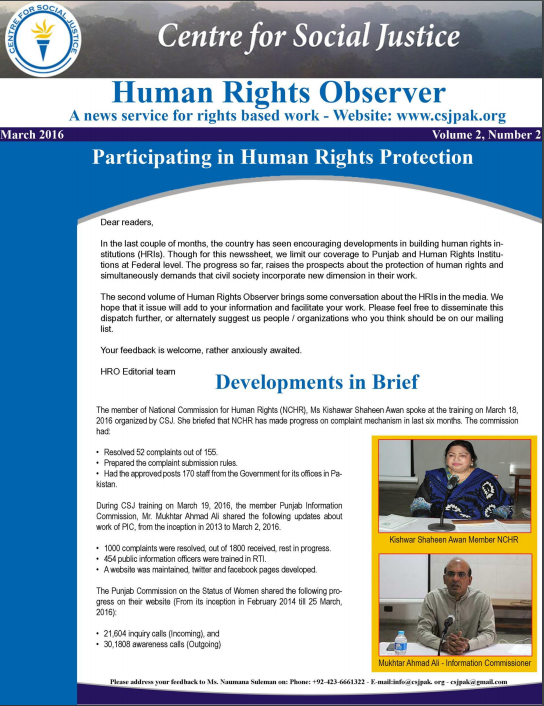 CENTRE FOR SOCIAL JUSTICE
Centre for Social Justice
Human Rights Observer
A news service for rights based work - Website: www.csjpak.org
March 2016
Volume 2, Number 2
Participating in Human Rights Protection
Dear readers,
In the last couple of months, the country has seen encouraging developments in building human rights in-
stitutions (HRIs). Though for this newssheet, we limit our coverage to Punjab and Human Rights Institu-
tions at Federal level. The progress so far, raises the prospects about the protection of human rights and
simultaneously demands that civil society incorporate new dimension in their work.
The second volume of Human Rights Observer brings some conversation about the HRIs in the media. We
hope that it issue will add to your information and facilitate your work. Please feel free to disseminate this
dispatch further, or alternately suggest us people / organizations who you think should be on our mailing
list.
Your feedback is welcome, rather anxiously awaited.
HRO Editorial team
Developments in Brief
The member of National Commission for Human Rights (NCHR), Ms Kishawar Shaheen Awan spoke at the training on March 18,
2016 organized by CSJ. She briefed that NCHR has made progress on complaint mechanism in last six months. The commission
had:
• Resolved 52 complaints out of 155.
• Prepared the complaint submission rules.
• Had the approved posts 170 staff from the Government for its offices in Pa-
kistan.
During CSJ training on March 19, 2016, the member Punjab Information
Commission, Mr. Mukhtar Ahmad Ali shared the following updates about
work of PIC, from the inception in 2013 to March 2, 2016.
• 1000 complaints were resolved, out of 1800 received, rest in progress.
• 454 public information officers were trained in RTI.
• A website was maintained, twitter and facebook pages developed.
The Punjab Commission on the Status of Women shared the following pro-
gress on their website (From its inception in February 2014 till 25 March,
2016):
• 21,604 inquiry calls (Incoming), and
• 30,1808 awareness calls (Outgoing)
Kishwar Shaheen Awan Member NCHR
Mukhtar Ahmad Ali - Information Commissioner
Please address your feedback to Ms. Naumana Suleman on: Phone: +92-423-6661322 - E-mail:info@csjpak. org - csjpak@gmail.com